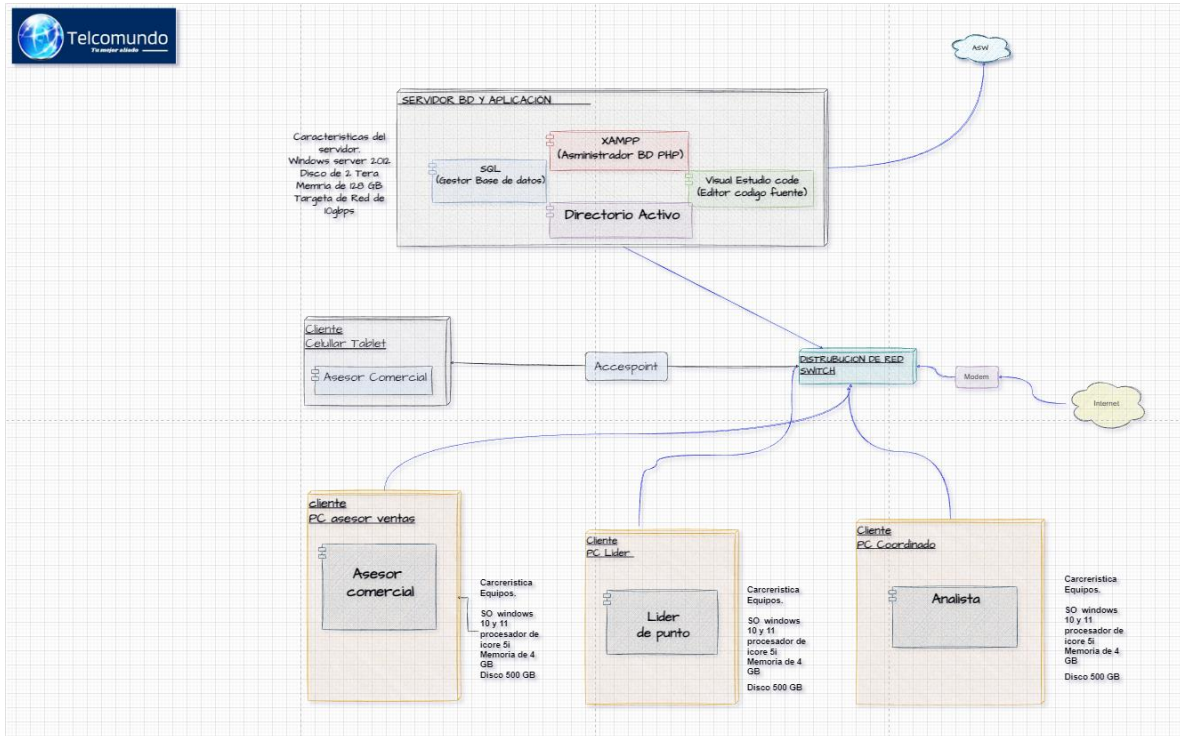 Telcomundo
Tu mejor aliado
ASW
SERVIDOR BD Y APLICACIÓN
Caracteristicas del
servidor.
Windows server 2012
Disco de 2 Tera
Memria de 128 GB
Targeta de Red de
10gbps
XAMPP
(Asministrador BD PHP)
SQL
(Gestor Base de datos)
Visual Estudio code
(Editor codigo fuente)
Directorio Activo
Cliente
Celullar Tablet
Asesor Comercial
Accespoint
DISTRUBUCION DE RED
SWITCH
Modem
Internet
cliente
PC asesor ventas
Asesor
comercial
Carcreristica
Equipos.
SO windows
10 y 11
procesador de
icore 5i
Memoria de 4
GB
Disco 500 GB
Cliente
PC Lider
Lider
de punto
Carcreristica
Equipos.
SO windows
10 y 11
procesador de
icore 5i
Memoria de 4
GB
Disco 500 GB
Cliente
PC Coordinado
Analista
Carcreristica
Equipos.
SO windows
10 y 11
procesador de
icore 5i
Memoria de 4
GB
Disco 500 GB